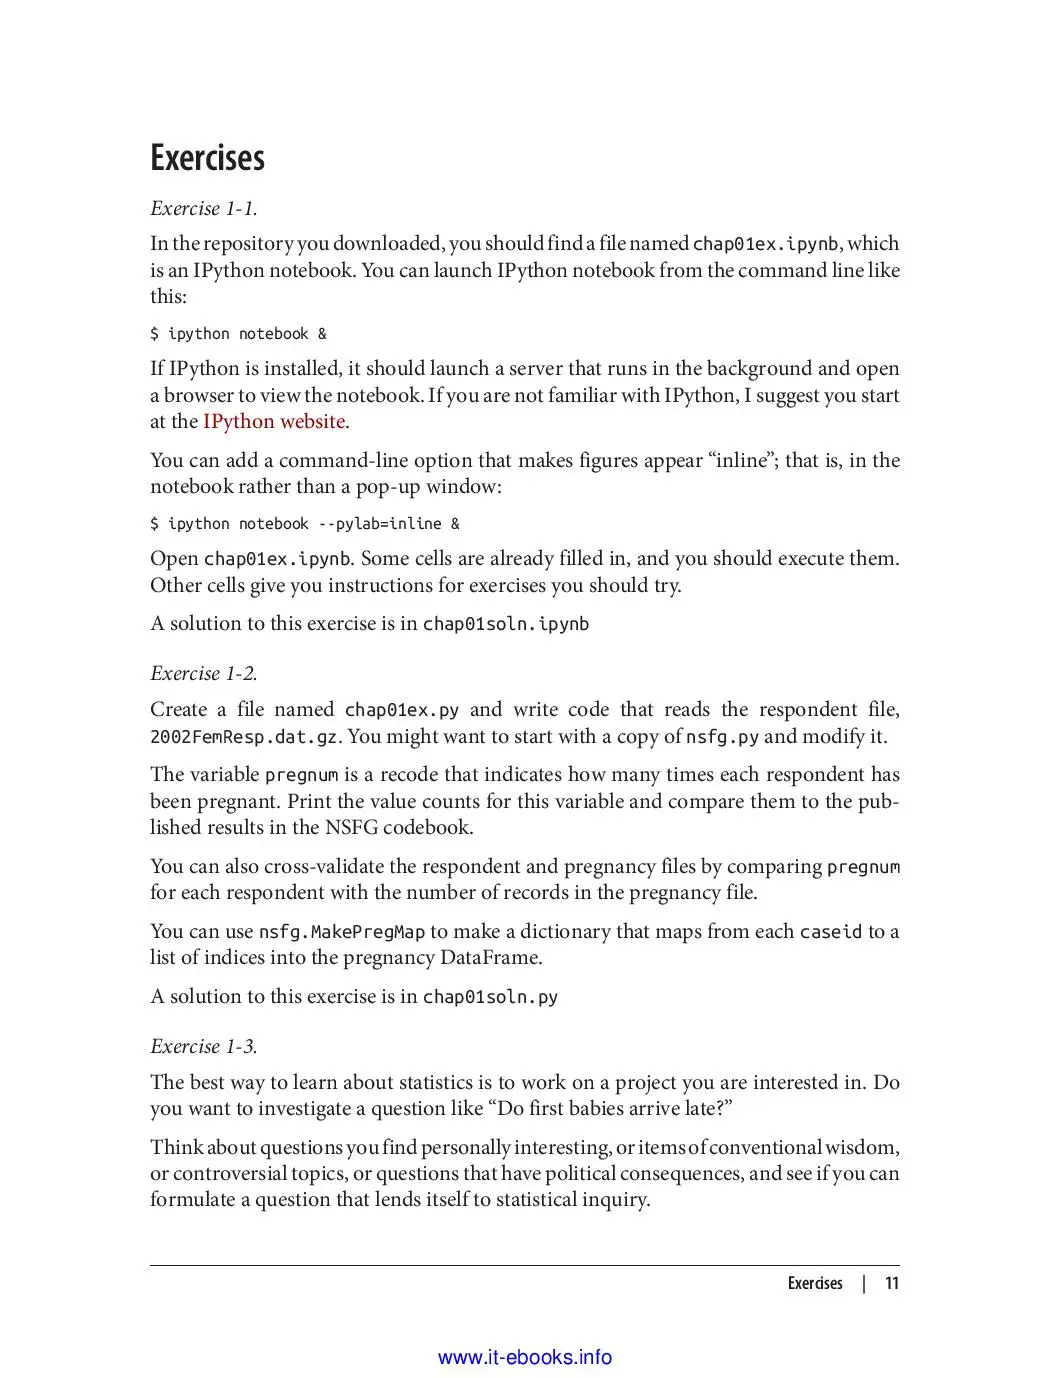 Exercises
Exercise 1-1.
In the repository you downloaded, you should find a file named chap01ex.ipynb, which
is an IPython notebook. You can launch IPython notebook from the command line like
this:
$ ipython notebook &
If IPython is installed, it should launch a server that runs in the background and open
a browser to view the notebook. If you are not familiar with IPython, I suggest you start
at the IPython website.
You can add a command-line option that makes figures appear “inline”; that is, in the
notebook rather than a pop-up window:
$ ipython notebook --pylab=inline &
Open chap01ex.ipynb. Some cells are already filled in, and you should execute them.
Other cells give you instructions for exercises you should try.
A solution to this exercise is in chap01soln.ipynb
Exercise 1-2.
Create a file named chap01ex.py and write code that reads the respondent file,
2002FemResp.dat.gz. You might want to start with a copy of nsfg.py and modify it.
The variable pregnum is a recode that indicates how many times each respondent has
been pregnant. Print the value counts for this variable and compare them to the pub-
lished results in the NSFG codebook.
You can also cross-validate the respondent and pregnancy files by comparing pregnum
for each respondent with the number of records in the pregnancy file.
You can use nsfg.MakePregMap to make a dictionary that maps from each caseid to a
list of indices into the pregnancy DataFrame.
A solution to this exercise is in chap01soln.py
Exercise 1-3.
The best way to learn about statistics is to work on a project you are interested in. Do
you want to investigate a question like “Do first babies arrive late?”
Think about questions you find personally interesting, or items of conventional wisdom,
or controversial topics, or questions that have political consequences, and see if you can
formulate a question that lends itself to statistical inquiry.
Exercises | 11
www.it-ebooks.info